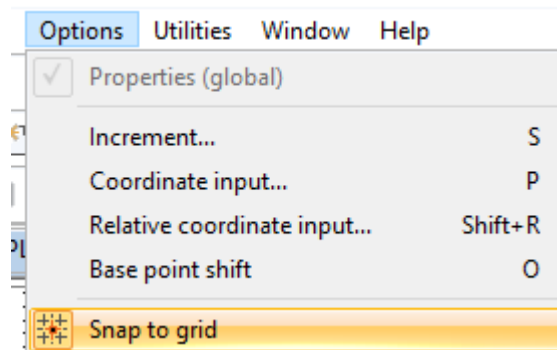 Options Utilities Window Help
Properties (global)
Increment... S
Coordinate input... P
Relative coordinate input... Shift+R
Base point shift O
Snap to grid